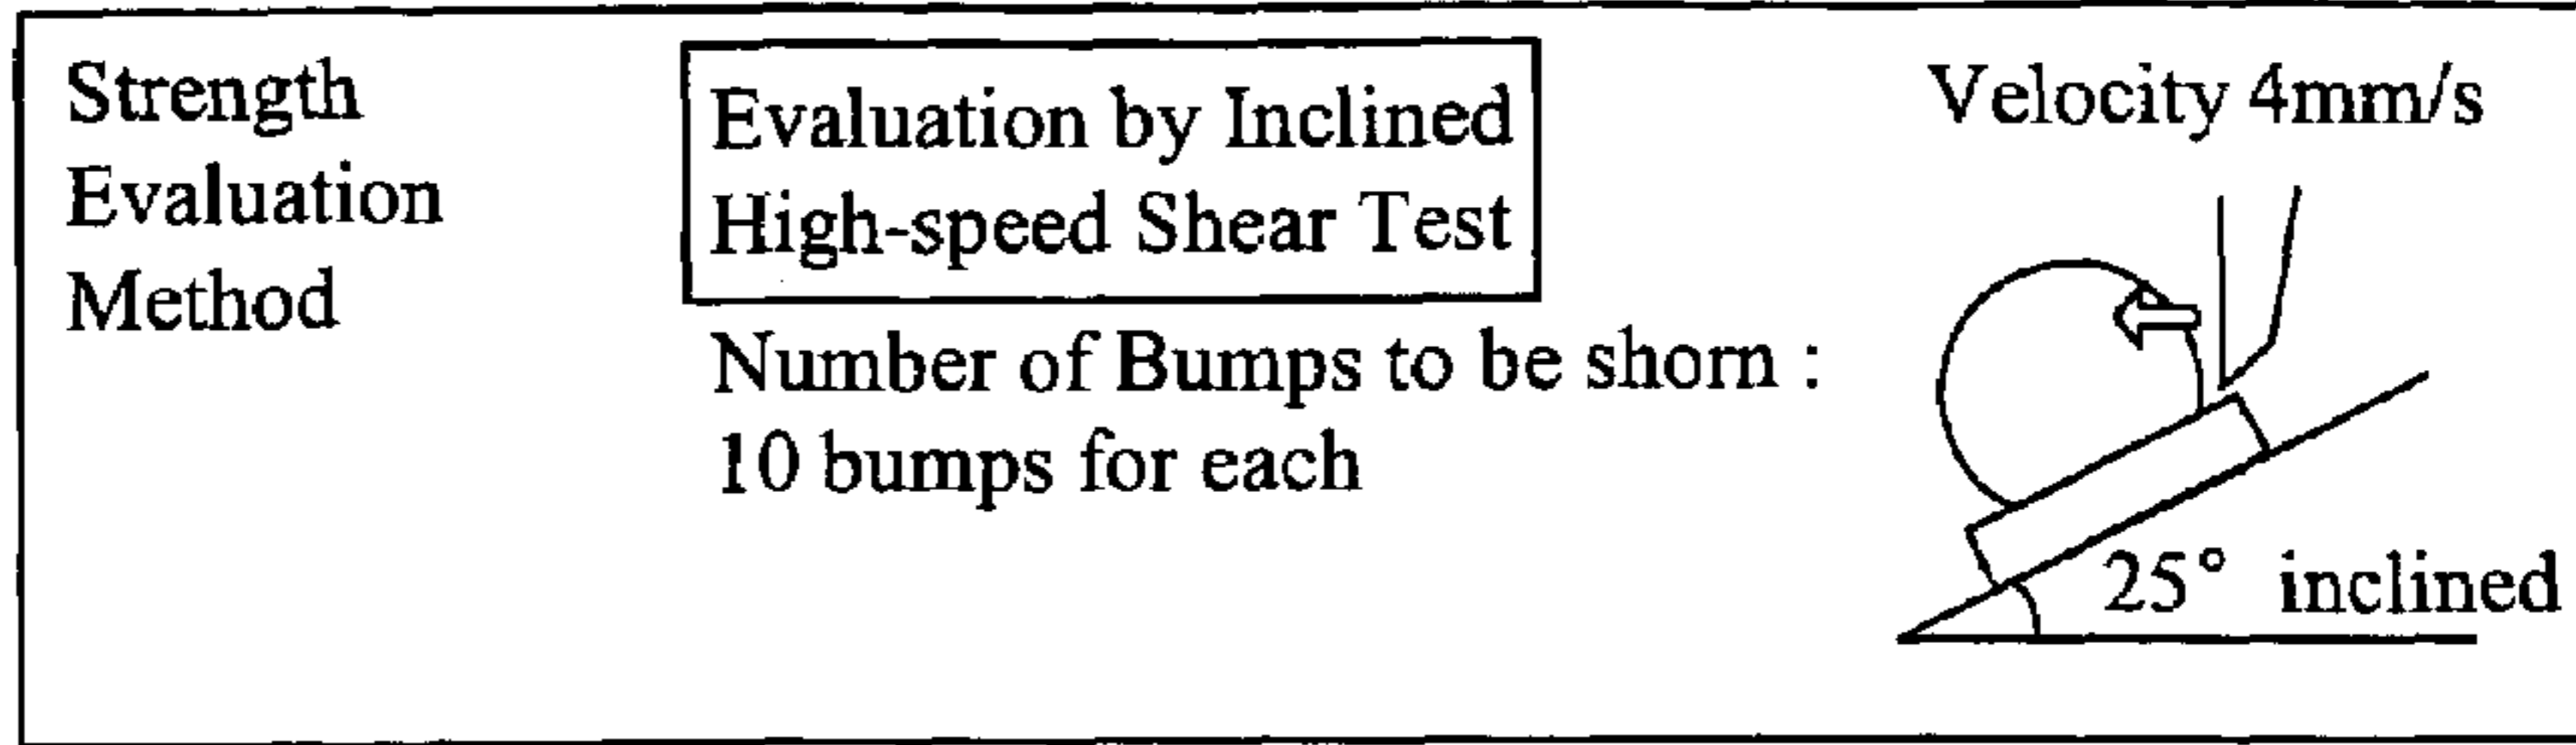 Strength
Evaluation
Method
Evaluation by Inclined
High-speed Shear Test
Number of Bumps to be shorn :
10 bumps for each
Velocity 4mm/s
25° inclined